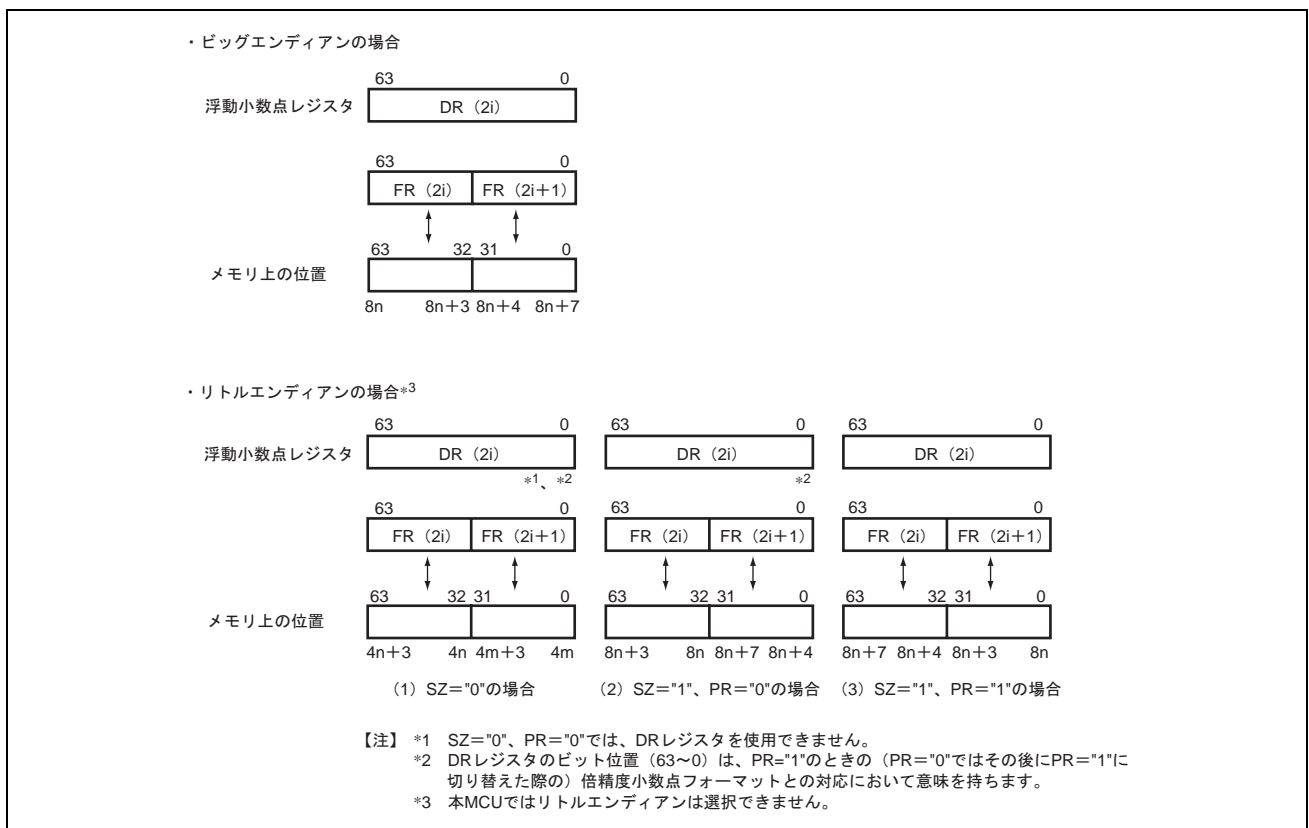 ・ビッグエンディアンの場合
63 0
浮動小数点レジスタ DR（2i）
63 0
FR（2i） FR（2i＋1）
63 32 31 0
メモリ上の位置
8n 8n＋3 8n＋4 8n＋7
・リトルエンディアンの場合*3
63 0 63 0 63 0
浮動小数点レジスタ DR（2i） DR（2i） DR（2i）
*1、*2 *2
63 0 63 0 63 0
FR（2i） FR（2i＋1） FR（2i） FR（2i＋1） FR（2i） FR（2i＋1）
63 32 31 0 63 32 31 0 63 32 31 0
メモリ上の位置
4n＋3 4n 4m＋3 4m 8n＋3 8n 8n＋7 8n＋4 8n＋7 8n＋4 8n＋3 8n
（1）SZ＝"0"の場合 （2）SZ＝"1"、PR＝"0"の場合 （3）SZ＝"1"、PR＝"1"の場合
【注】 *1 SZ＝"0"、PR＝"0"では、DRレジスタを使用できません。
*2 DRレジスタのビット位置（63～0）は、PR="1"のときの（PR＝"0"ではその後にPR＝"1"に
切り替えた際の）倍精度小数点フォーマットとの対応において意味を持ちます。
*3 本MCUではリトルエンディアンは選択できません。